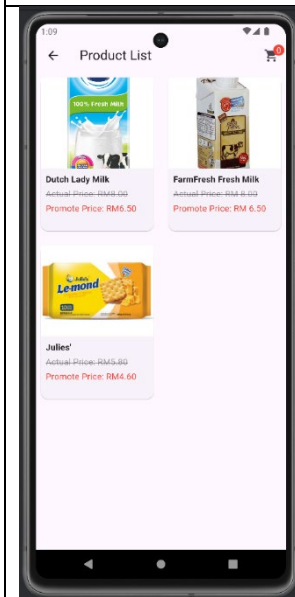 1:09
Product List
0
100% Fresh Milk
Dutch Lady Milk
Actual Price: RM8.00
Promote Price: RM6.50
FarmFresh Fresh Milk
Actual Price: RM 8.00
Promote Price: RM 6.50
Julie's
Le-mond
Julies'
Actual Price: RM5.80
Promote Price: RM4.60